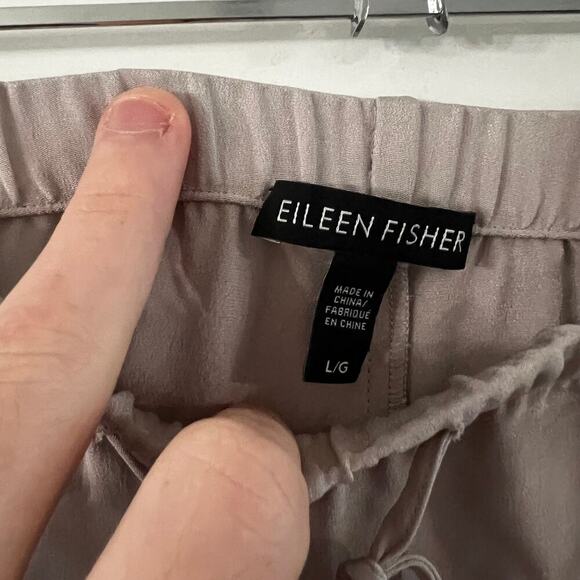 EILEEN FISHER
MADE IN
CHINA/
FABRIQUÉ
EN CHINE
L/G